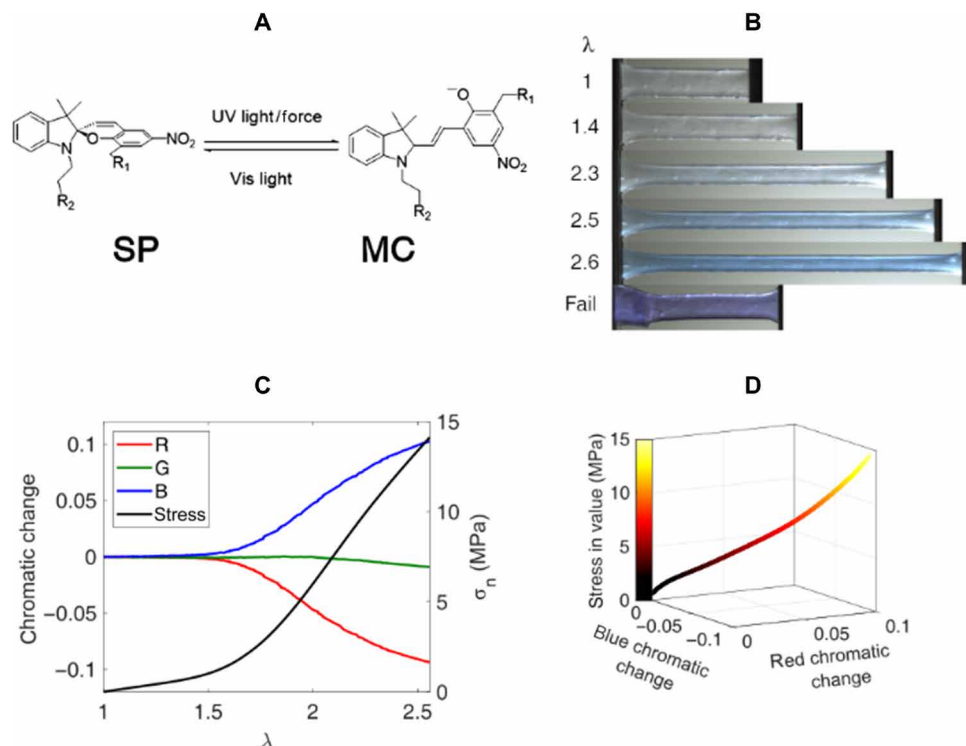 A
UV light/force
Vis light
O−
R1
NO2
N
R2
O
NO2
R1
N
R2
SP
MC
B
λ
1
1.4
2.3
2.5
2.6
Fail
C
R
G
B
Stress
Chromatic change
0.1
0.05
0
−0.05
−0.1
15
10
5
0
σn (MPa)
1
1.5
2
2.5
λ
D
Stress in value (MPa)
15
10
5
0
0
−0.05
−0.1
Blue chromatic
change
0
0.05
0.1
Red chromatic
change